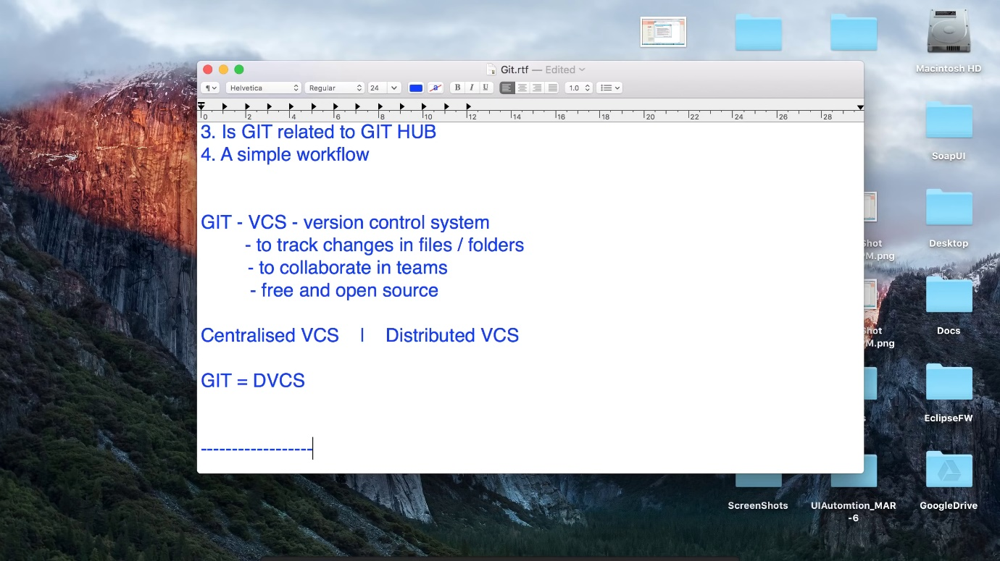 Git.rtf — Edited
Helvetica
Regular
24
B I U
1.0
0 2 4 6 8 10 12 14 16 18 20 22 24 26 28
3. Is GIT related to GIT HUB
4. A simple workflow
GIT - VCS - version control system
- to track changes in files / folders
- to collaborate in teams
- free and open source
Centralised VCS | Distributed VCS
GIT = DVCS
------------------
Macintosh HD
SoapUI
Shot
M.png
Desktop
Shot
M.png
Docs
s
EclipseFW
ScreenShots
UIAutomtion_MAR
-6
GoogleDrive